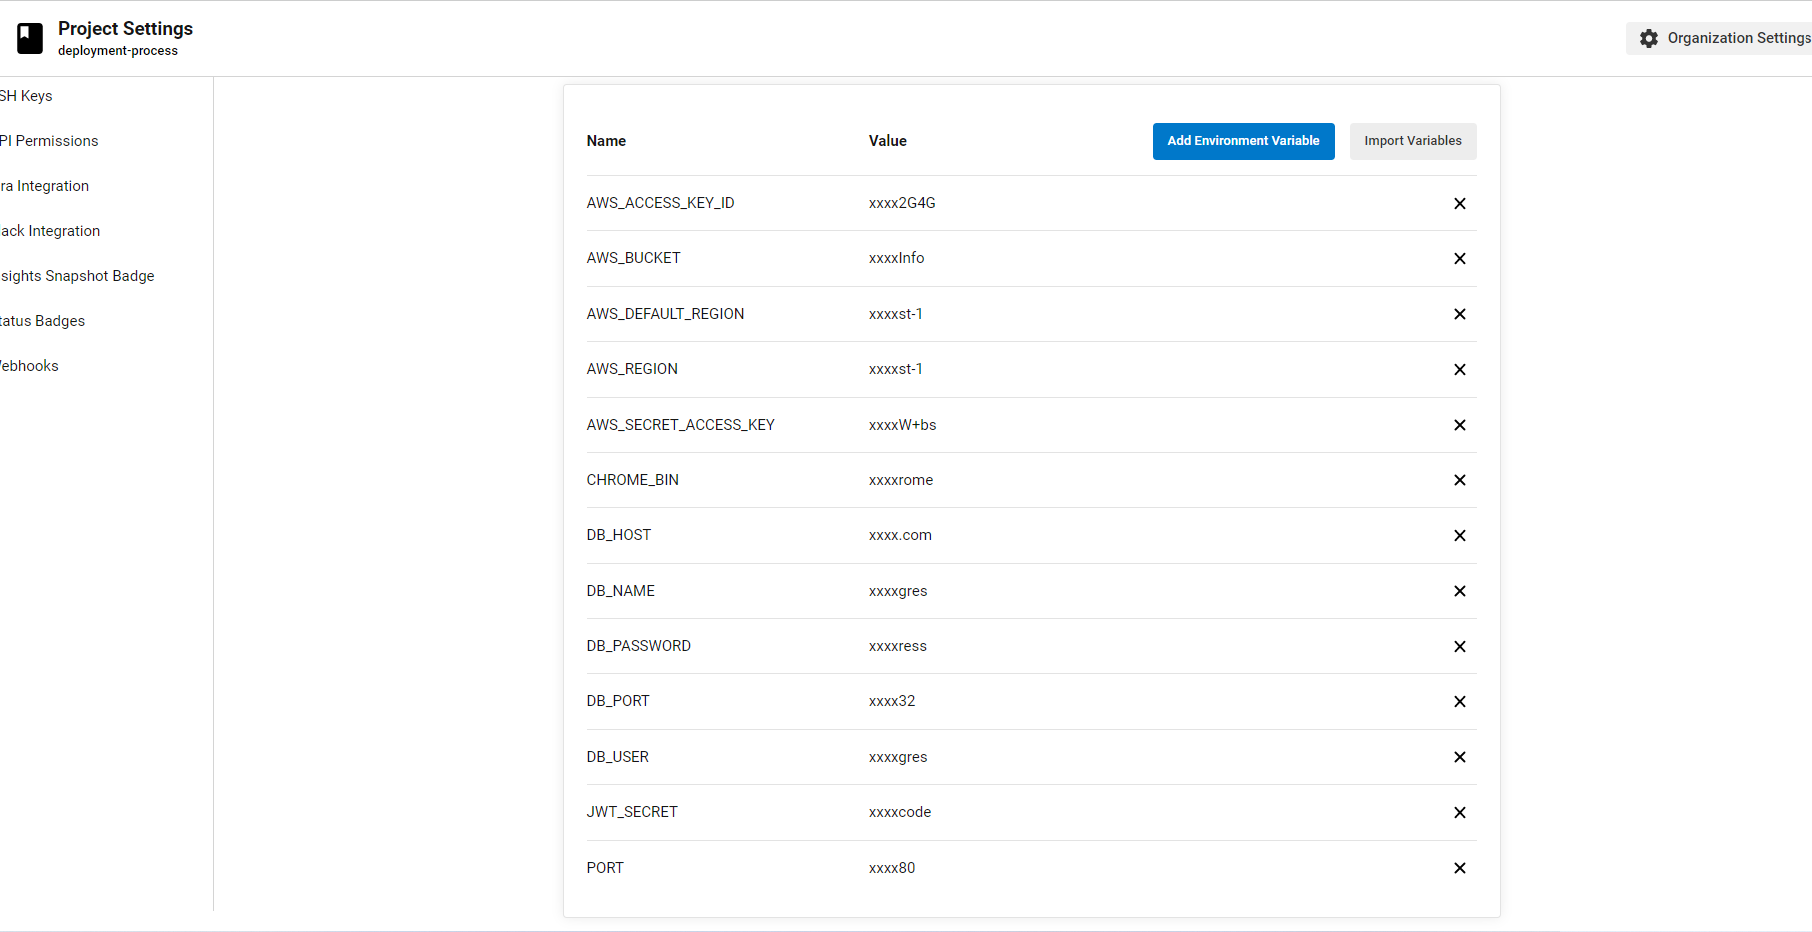 Project Settings
deployment-process
Organization Settings
SH Keys
PI Permissions
ra Integration
lack Integration
sights Snapshot Badge
tatus Badges
ebhooks
Name Value Add Environment Variable Import Variables
AWS_ACCESS_KEY_ID xxxx2G4G
AWS_BUCKET xxxxInfo
AWS_DEFAULT_REGION xxxxst-1
AWS_REGION xxxxst-1
AWS_SECRET_ACCESS_KEY xxxxW+bs
CHROME_BIN xxxxrome
DB_HOST xxxx.com
DB_NAME xxxxgres
DB_PASSWORD xxxxress
DB_PORT xxxx32
DB_USER xxxxgres
JWT_SECRET xxxxcode
PORT xxxx80